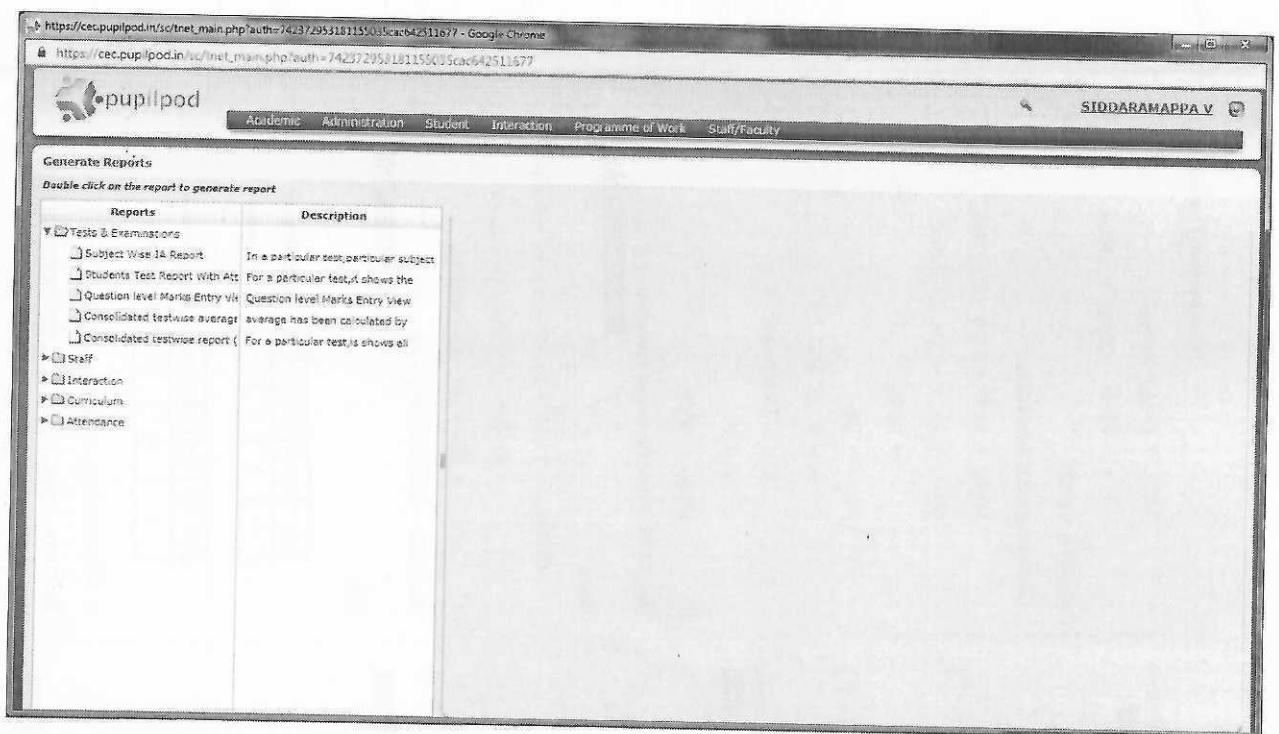 https://cec.pupilpod.in/sc/tnet_main.php?auth=742372953181155035cac642511677 - Google Chrome
https://cec.pupilpod.in/sc/tnet_main.php?auth=742372953181155035cac642511677
pupilpod
SIDDARAMAPPA V
Academic Administration Student Interaction Programme of Work Staff/Faculty
Generate Reports
Double click on the report to generate report
Reports Description
Tests & Examinations
Subject Wise IA Report In a particular test,particular subject
Students Test Report With Att For a particular test,it shows the
Question level Marks Entry Vie Question level Marks Entry View
Consolidated testwise average average has been calculated by
Consolidated testwise report ( For a particular test,is shows all
Staff
Interaction
Curriculum
Attendance